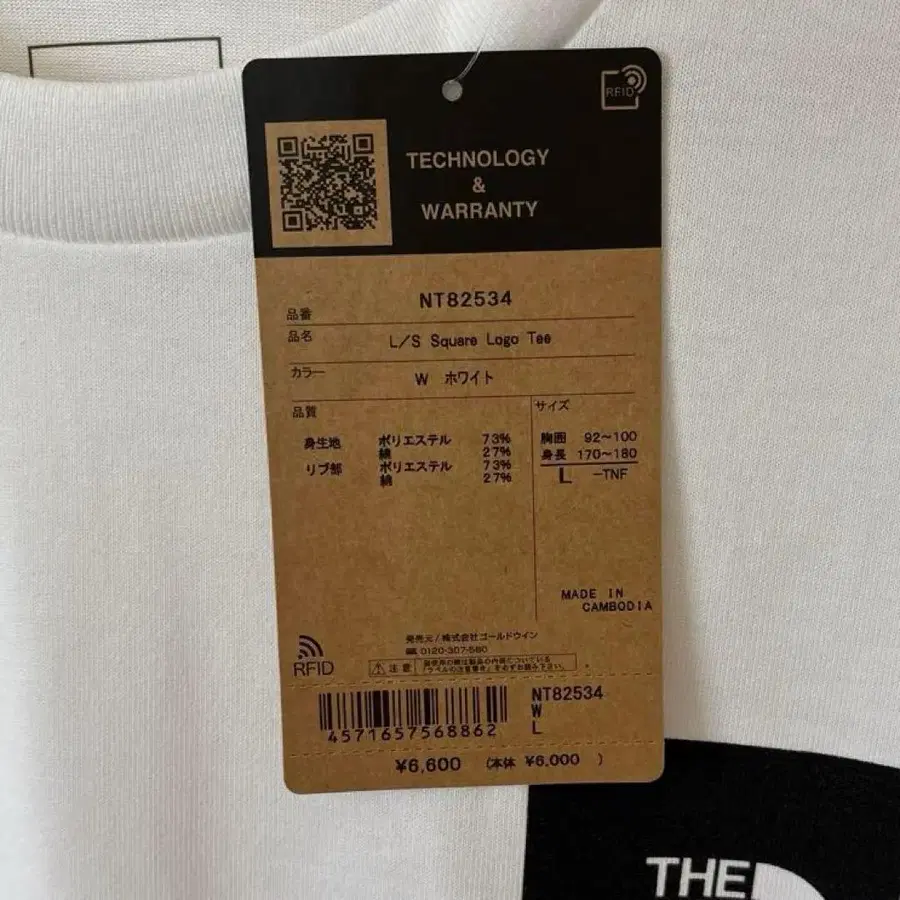 RFID
TECHNOLOGY
&
WARRANTY
品番 NT82534
品名 L/S Square Logo Tee
カラー W ホワイト
品質
サイズ
身生地 ポリエステル 73%
綿 27%
リブ部 ポリエステル 73%
綿 27%
胸囲 92~100
身長 170~180
L -TNF
MADE IN
CAMBODIA
発売元/株式会社ゴールドウイン
0120-307-560
RFID
注意
NT82534
W
L
4571657568862
¥6,600 (本体 ¥6,000 )
THE